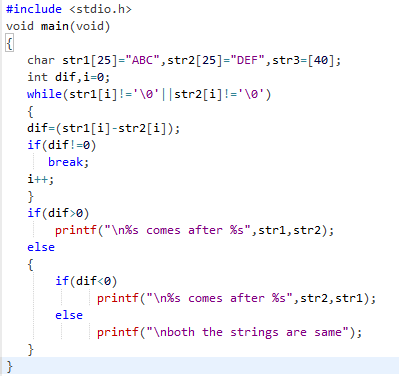 #include <stdio.h>
void main(void)
{
char str1[25]="ABC",str2[25]="DEF",str3=[40];
int dif,i=0;
while(str1[i]!='\0'||str2[i]!='\0')
{
dif=(str1[i]-str2[i]);
if(dif!=0)
break;
i++;
}
if(dif>0)
printf("\n%s comes after %s",str1,str2);
else
{
if(dif<0)
printf("\n%s comes after %s",str2,str1);
else
printf("\nboth the strings are same");
}
}